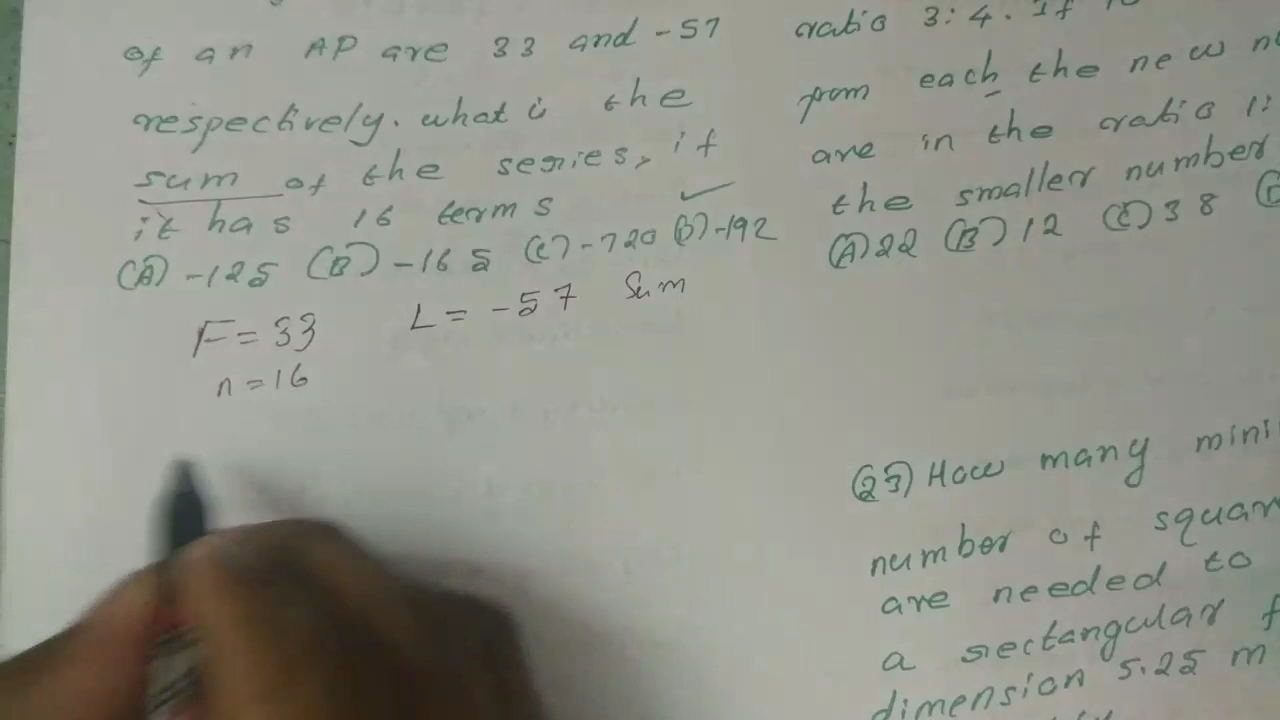 of an AP are 33 and -57
respectively. what is the
sum of the series, if
it has 16 terms
(A) -125 (B) -165 (C) -720 (D) -192
F = 33 L = -57 Sum
n = 16
ratio 3:4. If
from each the new
are in the ratio 1:
the smaller number
(A) 22 (B) 12 (C) 38
(23) How many mini
number of squar
are needed to
a rectangular f
dimension 5.25 m